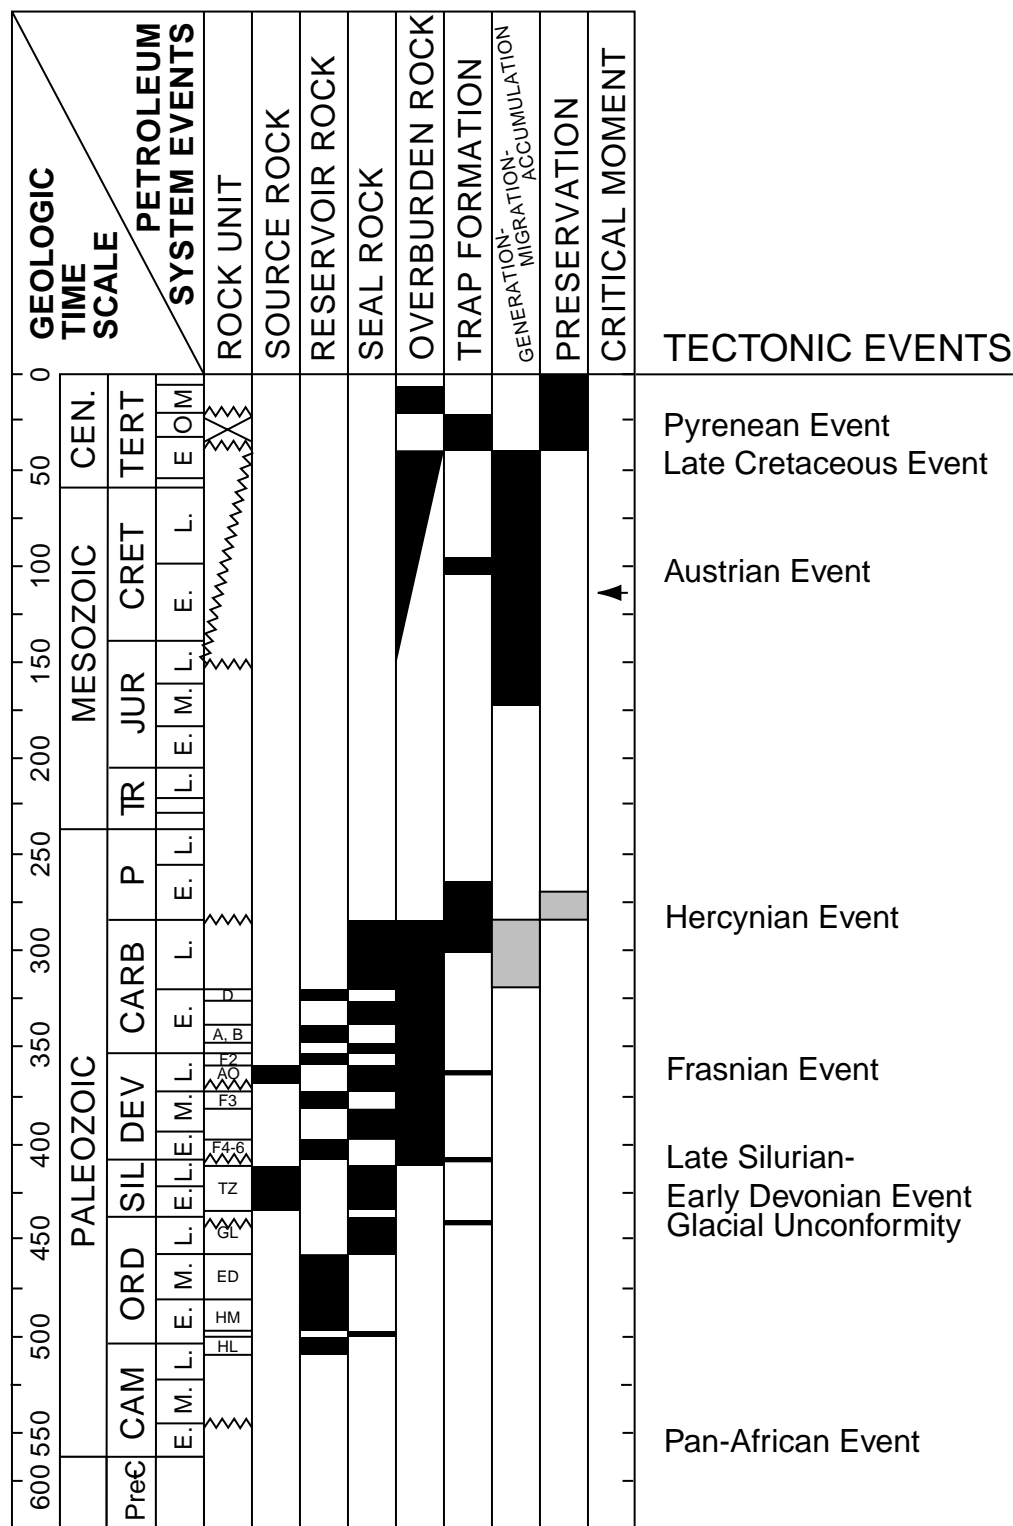 GEOLOGIC
TIME
SCALE
PETROLEUM
SYSTEM EVENTS
ROCK UNIT
SOURCE ROCK
RESERVOIR ROCK
SEAL ROCK
OVERBURDEN ROCK
TRAP FORMATION
GENERATION-
MIGRATION-
ACCUMULATION
PRESERVATION
CRITICAL MOMENT
TECTONIC EVENTS
0
50
100
150
200
250
300
350
400
450
500
550
600
CEN.
MESOZOIC
PALEOZOIC
TERT
CRET
JUR
TR
P
CARB
DEV
SIL
ORD
CAM
Pre€
M
O
E
L.
E.
L.
M.
E.
L.
L.
E.
L.
E.
L.
M.
E.
L.
E.
L.
M.
E.
L.
M.
E.
D
A, B
F2
AO
F3
F4-6
TZ
GL
ED
HM
HL
Pyrenean Event
Late Cretaceous Event
Austrian Event
Hercynian Event
Frasnian Event
Late Silurian-
Early Devonian Event
Glacial Unconformity
Pan-African Event